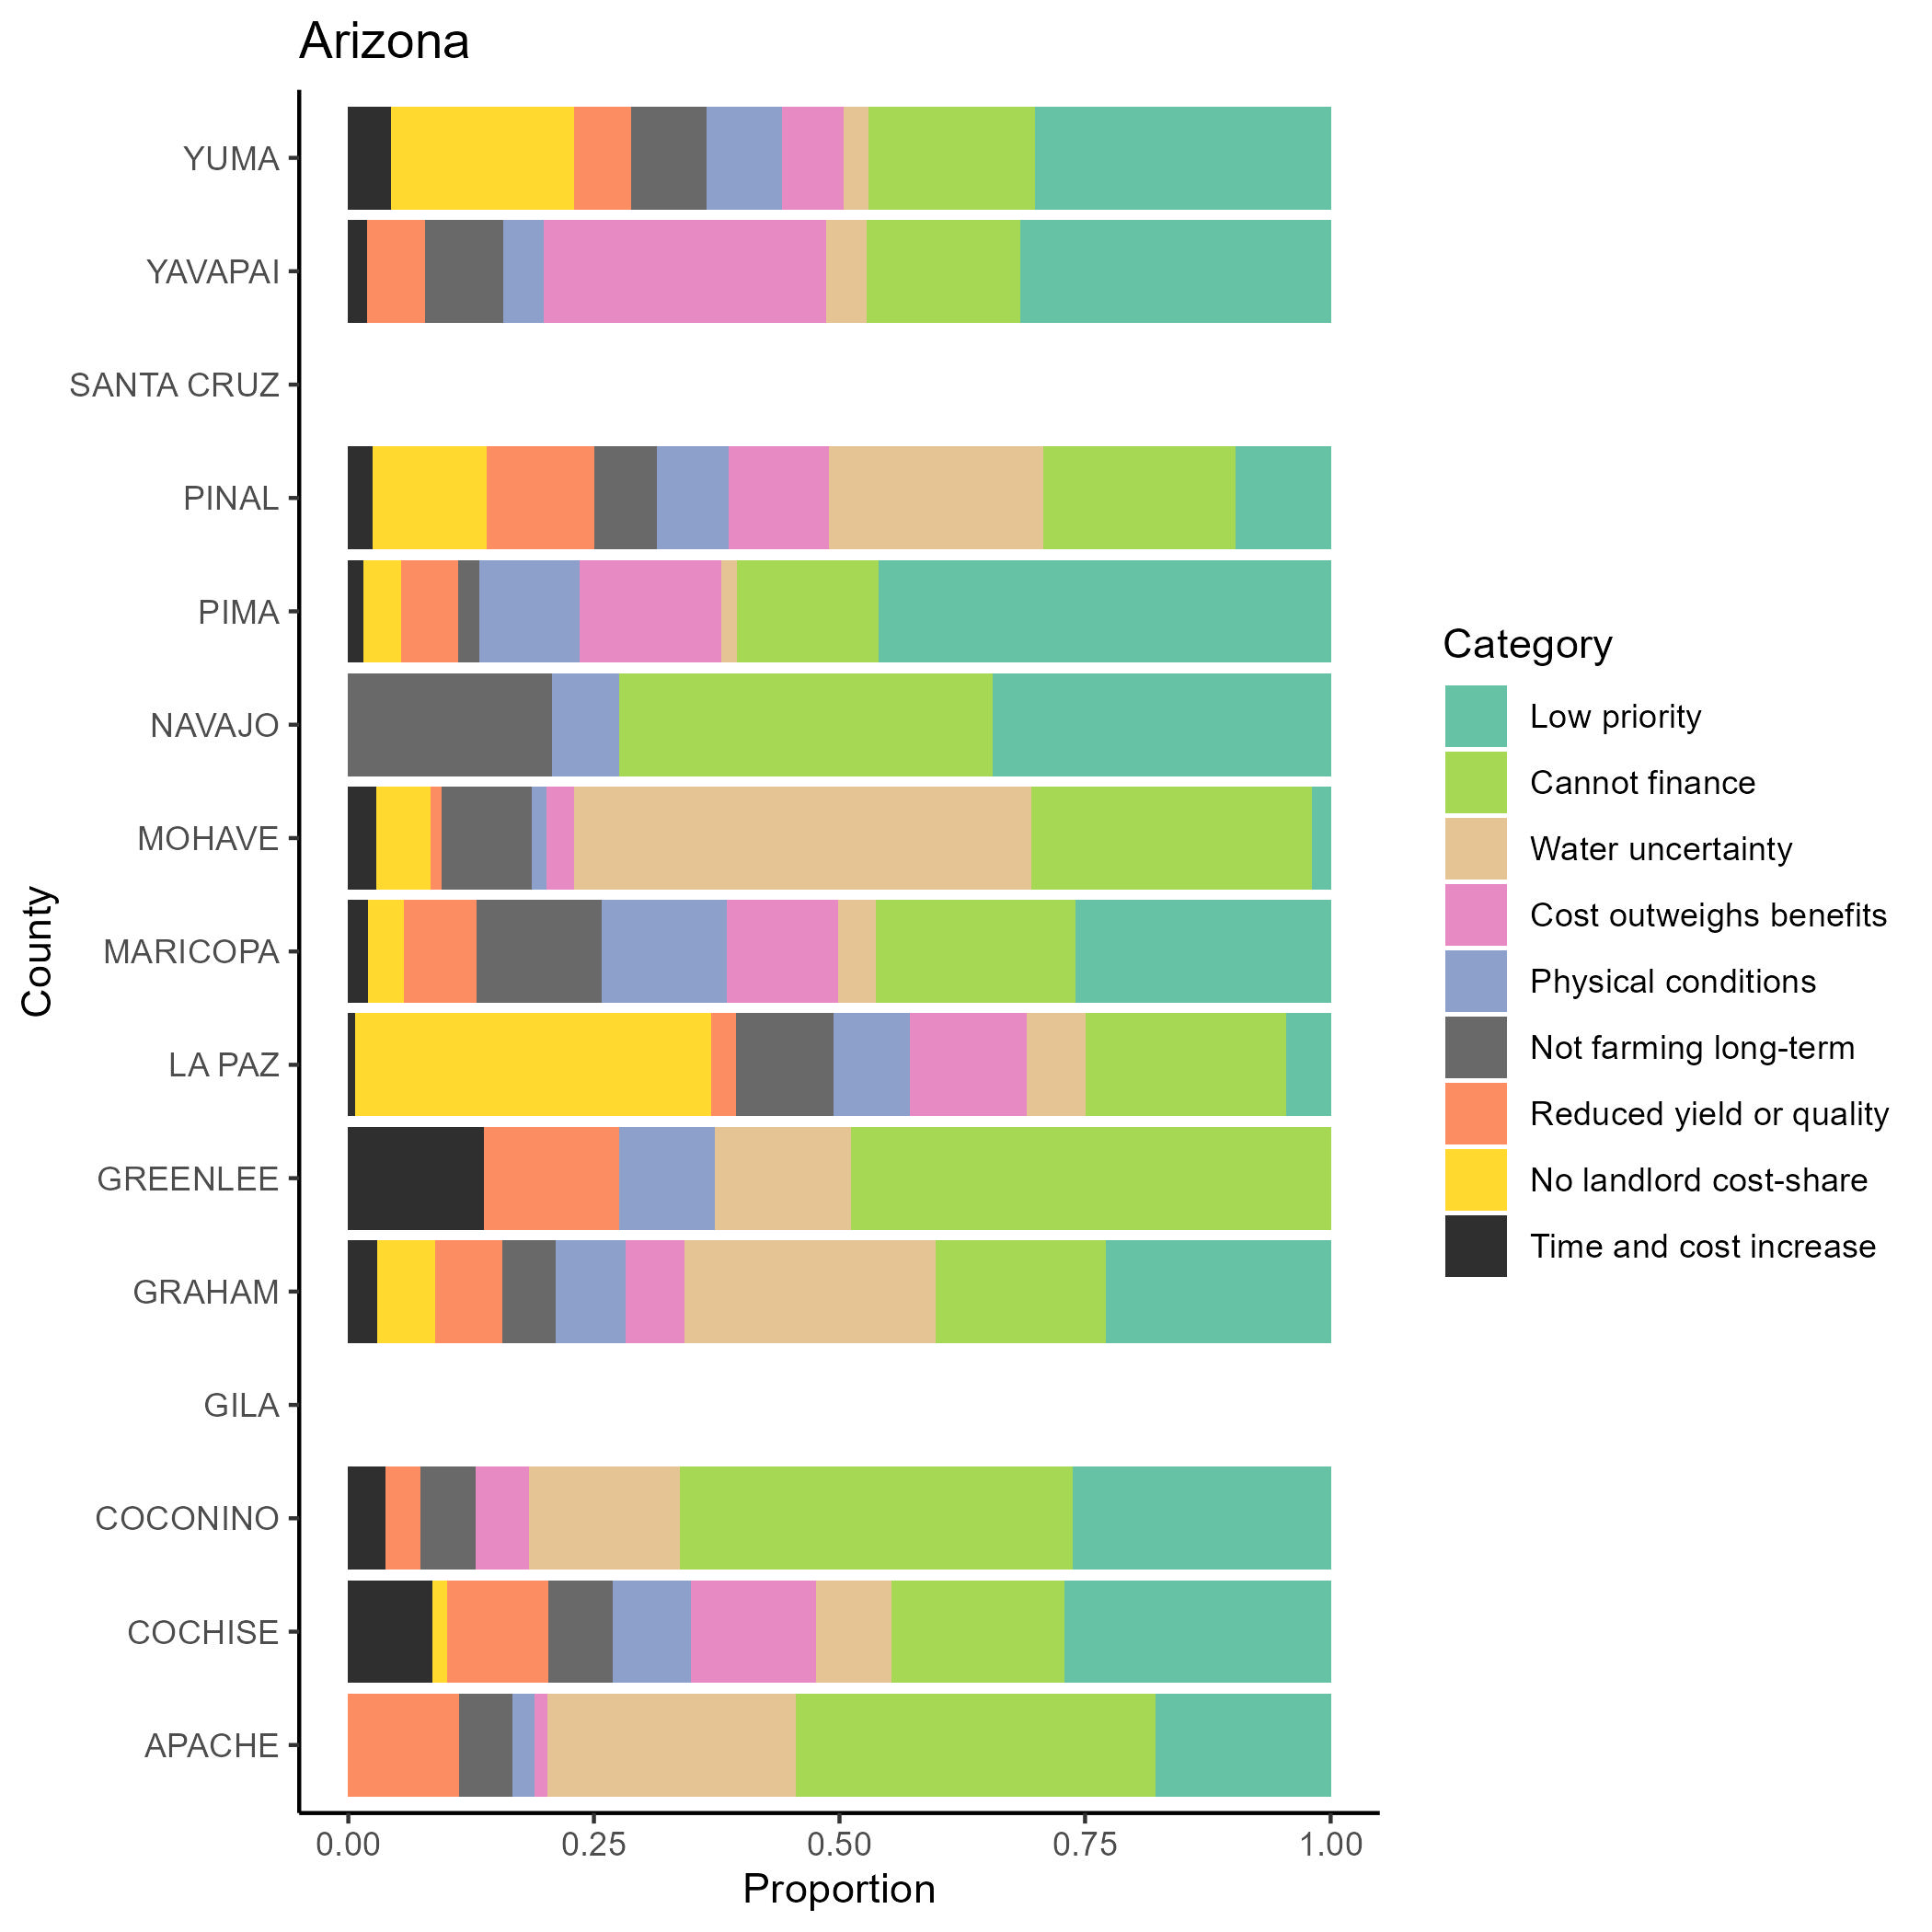 Arizona
YUMA
YAVAPAI
SANTA CRUZ
PINAL
PIMA
NAVAJO
MOHAVE
MARICOPA
LA PAZ
GREENLEE
GRAHAM
GILA
COCONINO
COCHISE
APACHE
County
0.00 0.25 0.50 0.75 1.00
Proportion
Category
Low priority
Cannot finance
Water uncertainty
Cost outweighs benefits
Physical conditions
Not farming long-term
Reduced yield or quality
No landlord cost-share
Time and cost increase